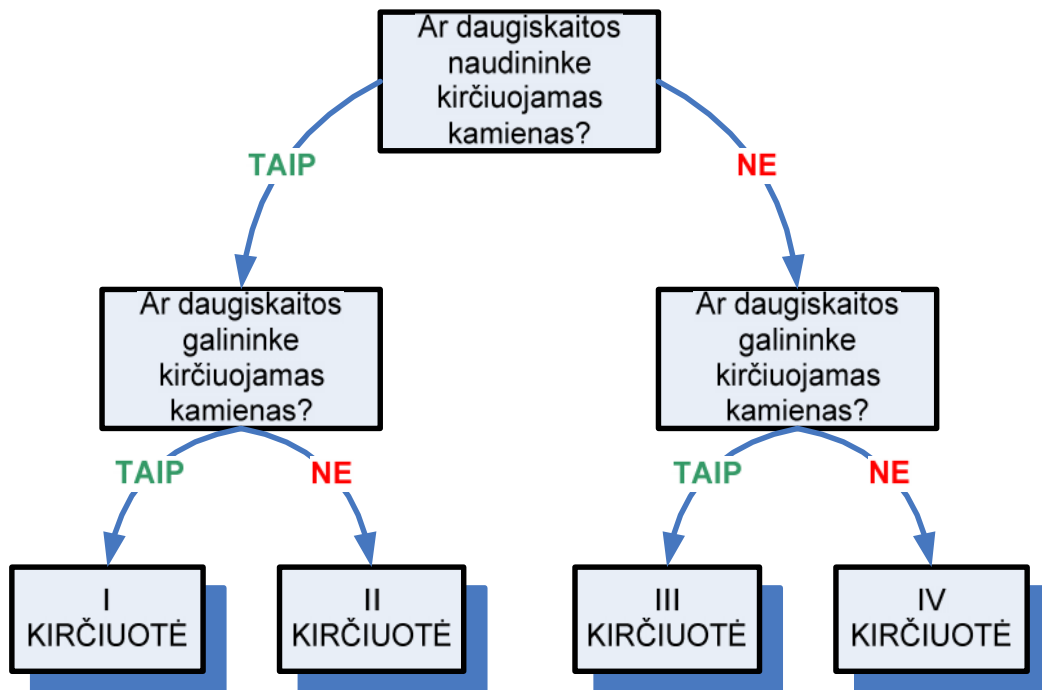 Ar daugiskaitos
naudininke
kirčiuojamas
kamienas?
TAIP
NE
Ar daugiskaitos
galininke
kirčiuojamas
kamienas?
Ar daugiskaitos
galininke
kirčiuojamas
kamienas?
TAIP
NE
TAIP
NE
I
KIRČIUOTĖ
II
KIRČIUOTĖ
III
KIRČIUOTĖ
IV
KIRČIUOTĖ